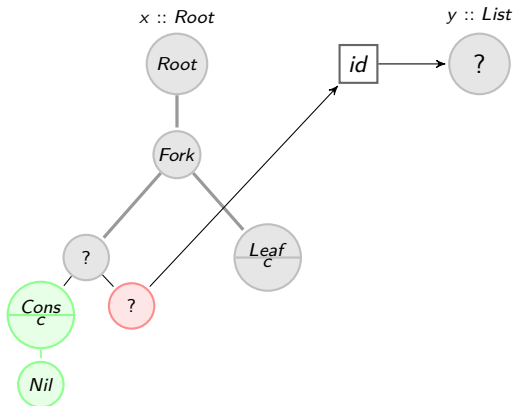 x :: Root
y :: List
Root
id
?
Fork
?
Leaf
c
Cons
c
?
Nil